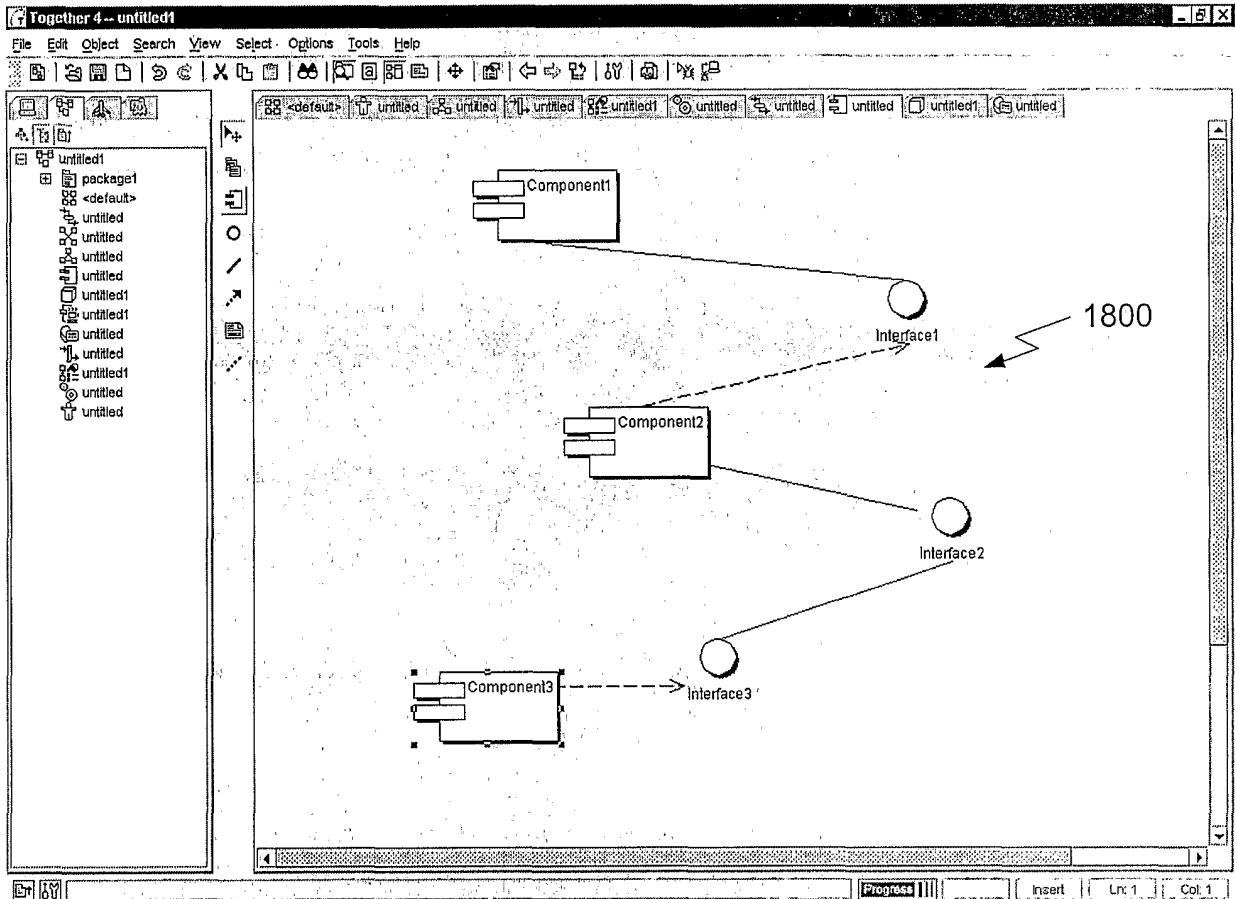 Together 4 -- untitled1
File Edit Object Search View Select Options Tools Help
<default> untitled untitled untitled untitled1 untitled untitled untitled untitled1 untitled
untitled1
package1
<default>
untitled
untitled
untitled
untitled
untitled1
untitled1
untitled
untitled
untitled1
untitled
untitled
Component1
Interface1
1800
Component2
Interface2
Component3
Interface3
Progress Insert Ln: 1 Col: 1